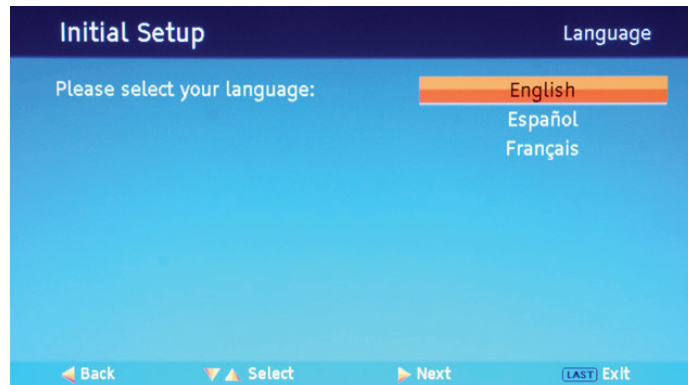 Initial Setup Language
Please select your language: English
Español
Français
Back Select Next LAST Exit